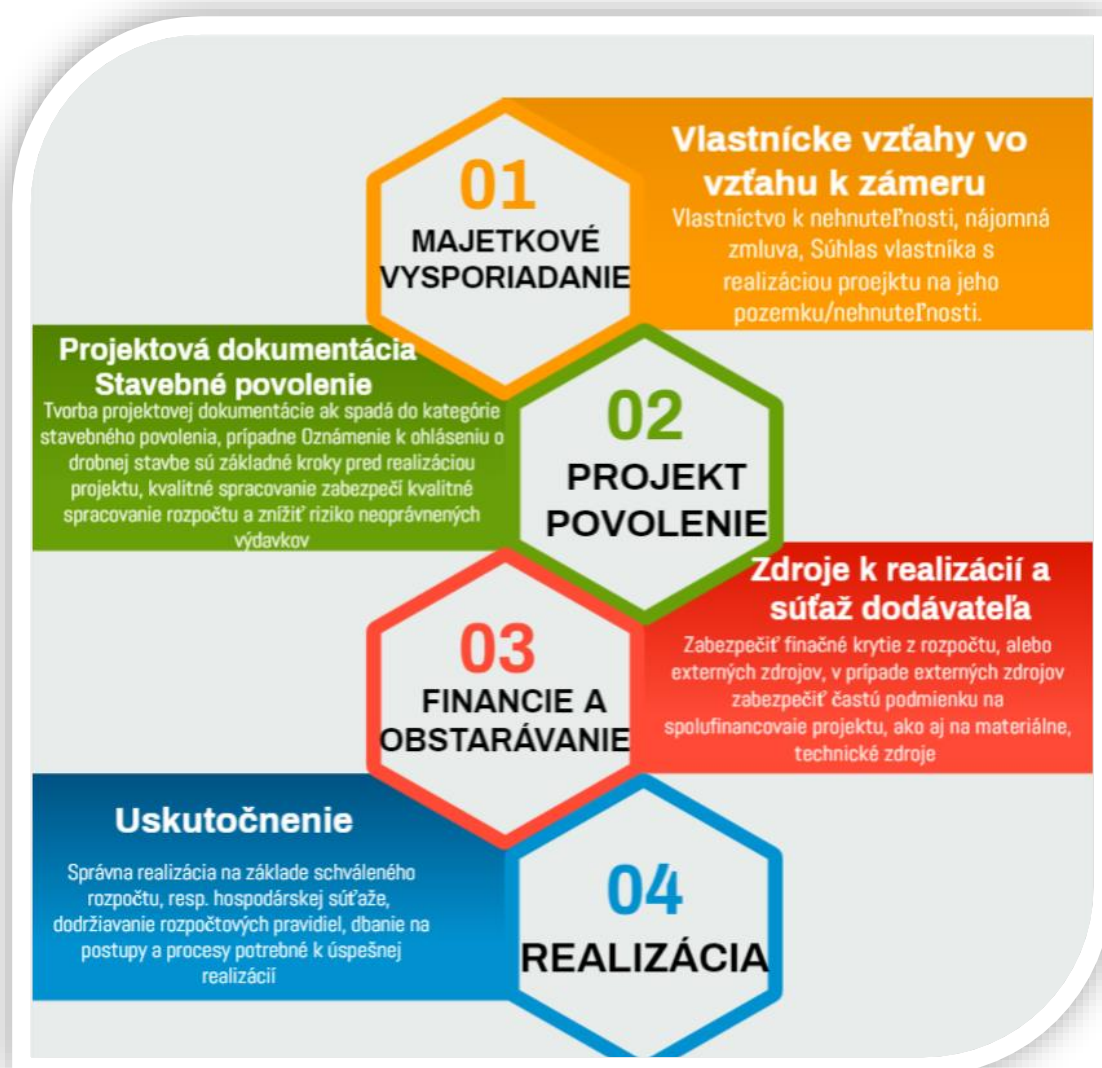 01
MAJETKOVÉ
VYSPORIADANIE
Vlastnícke vzťahy vo
vzťahu k zámeru
Vlastníctvo k nehnuteľnosti, nájomná
zmluva, Súhlas vlastníka s
realizáciou proejktu na jeho
pozemku/nehnuteľnosti.
Projektová dokumentácia
Stavebné povolenie
Tvorba projektovej dokumentácie ak spadá do kategórie
stavebného povolenia, prípadne Oznámenie k ohláseniu o
drobnej stavbe sú základné kroky pred realizáciou
projektu, kvalitné spracovanie zabezpečí kvalitné
spracovanie rozpočtu a znížiť riziko neoprávnených
výdavkov
02
PROJEKT
POVOLENIE
03
FINANCIE A
OBSTARÁVANIE
Zdroje k realizácií a
súťaž dodávateľa
Zabezpečiť finačné krytie z rozpočtu, alebo
externých zdrojov, v prípade externých zdrojov
zabezpečiť častú podmienku na
spolufinancovaie projektu, ako aj na materiálne,
technické zdroje
Uskutočnenie
Správna realizácia na základe schváleného
rozpočtu, resp. hospodárskej súťaže,
dodržiavanie rozpočtových pravidiel, dbanie na
postupy a procesy potrebné k úspešnej
realizácií
04
REALIZÁCIA